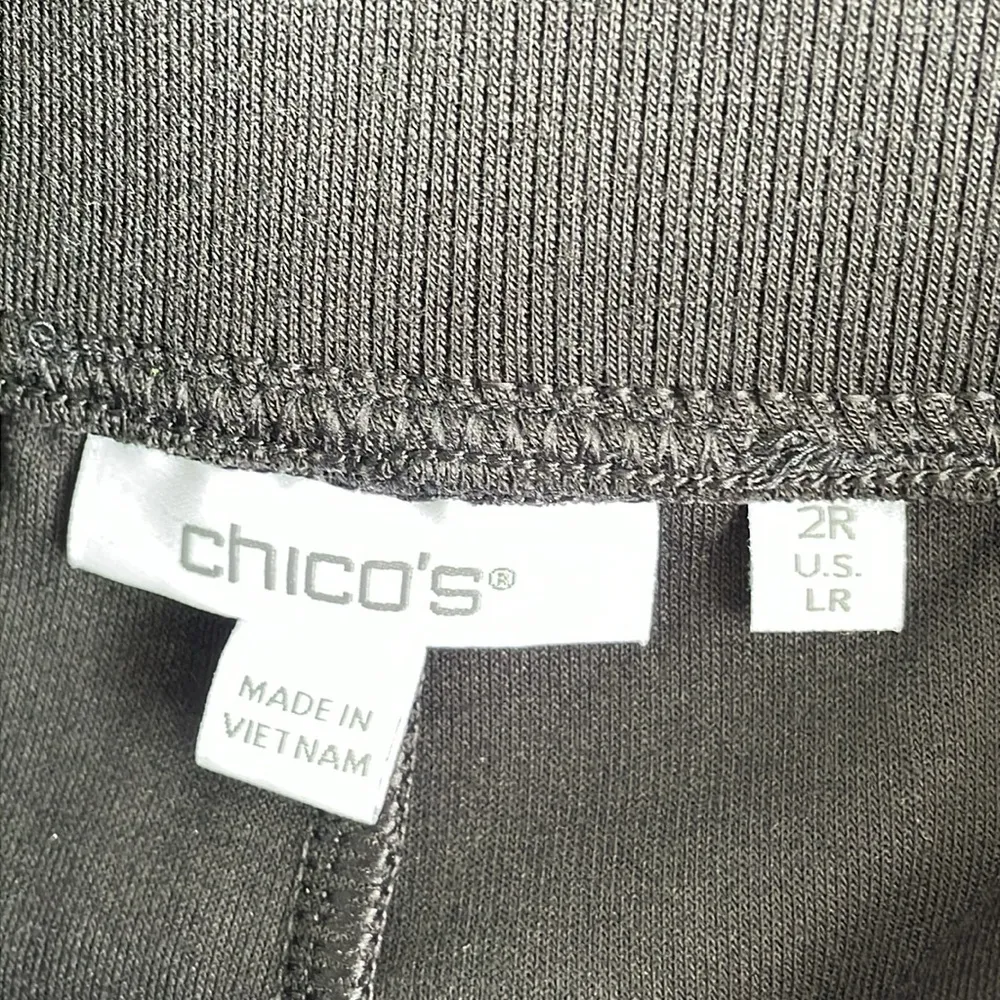 chico's®
MADE IN
VIETNAM
2R
U.S.
LR